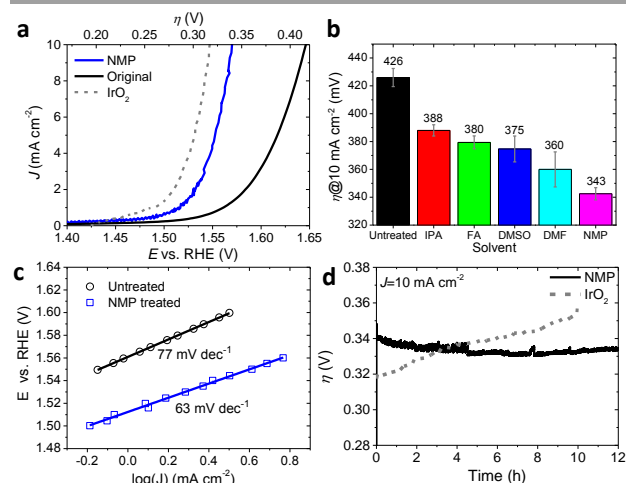 a
η (V)
0.20 0.25 0.30 0.35 0.40
NMP
Original
IrO₂
J (mA cm⁻²)
10
8
6
4
2
0
1.40 1.45 1.50 1.55 1.60 1.65
E vs. RHE (V)
b
η@10 mA cm⁻² (mV)
440
420
400
380
360
340
320
426
388
380
375
360
343
Untreated IPA FA DMSO DMF NMP
Solvent
c
E vs. RHE (V)
1.64
1.62
1.60
1.58
1.56
1.54
1.52
1.50
1.48
Untreated
NMP treated
77 mV dec⁻¹
63 mV dec⁻¹
-0.2 0.0 0.2 0.4 0.6 0.8 1.0
log(J) (mA cm⁻²)
d
J=10 mA cm⁻²
NMP
IrO₂
η (V)
0.40
0.36
0.32
0.28
0 2 4 6 8 10 12
Time (h)